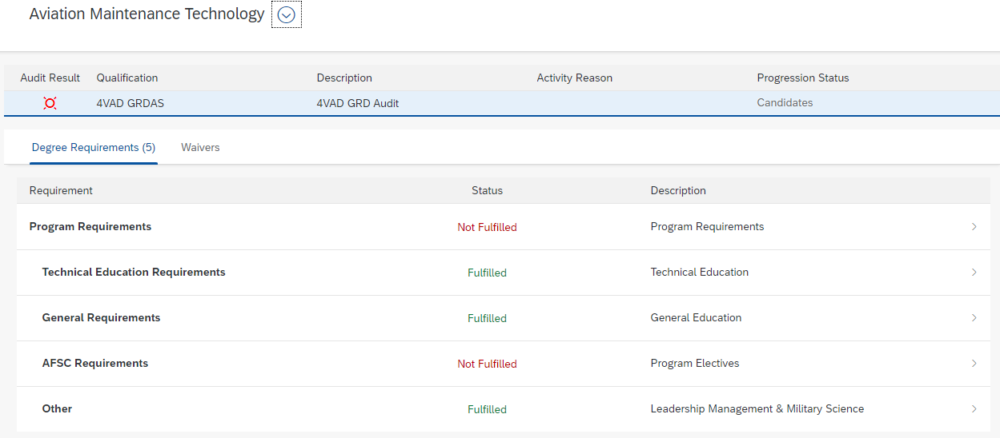 Aviation Maintenance Technology
Audit Result Qualification Description Activity Reason Progression Status
4VAD GRDAS 4VAD GRD Audit Candidates
Degree Requirements (5) Waivers
Requirement Status Description
Program Requirements Not Fulfilled Program Requirements
Technical Education Requirements Fulfilled Technical Education
General Requirements Fulfilled General Education
AFSC Requirements Not Fulfilled Program Electives
Other Fulfilled Leadership Management & Military Science